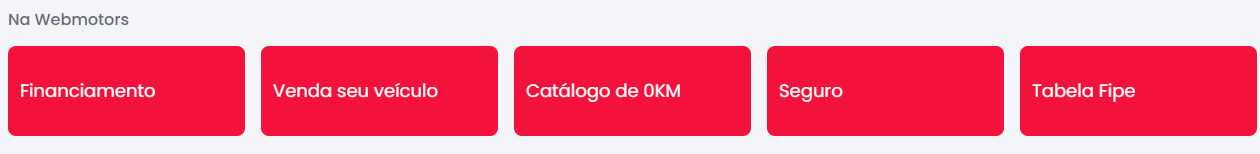 Na Webmotors
Financiamento
Venda seu veículo
Catálogo de 0KM
Seguro
Tabela Fipe